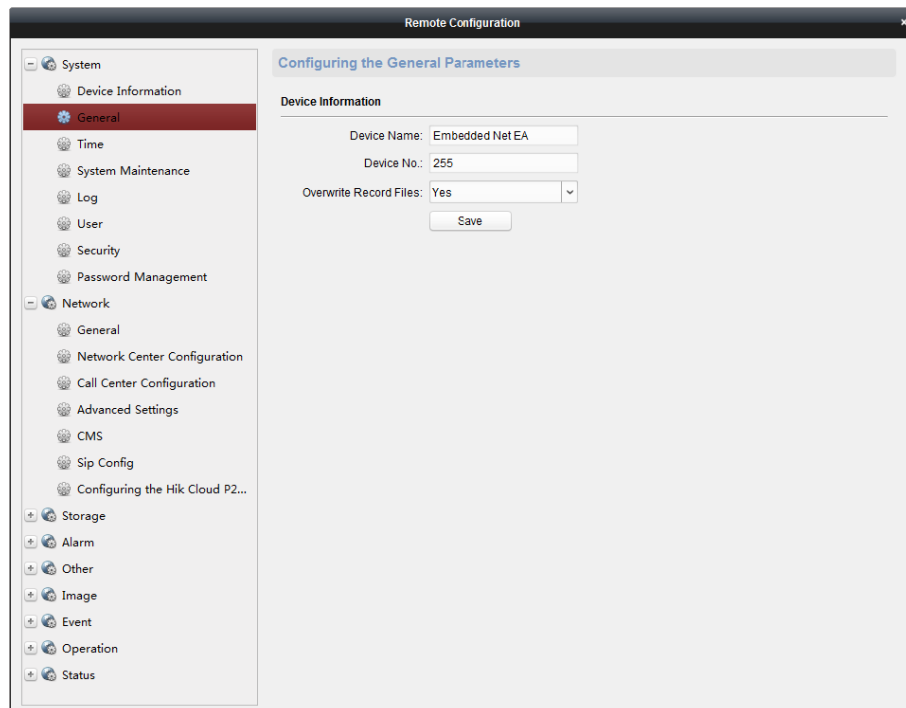 Remote Configuration
System
Device Information
General
Time
System Maintenance
Log
User
Security
Password Management
Network
General
Network Center Configuration
Call Center Configuration
Advanced Settings
CMS
Sip Config
Configuring the Hik Cloud P2...
Storage
Alarm
Other
Image
Event
Operation
Status
Configuring the General Parameters
Device Information
Device Name: Embedded Net EA
Device No.: 255
Overwrite Record Files: Yes
Save